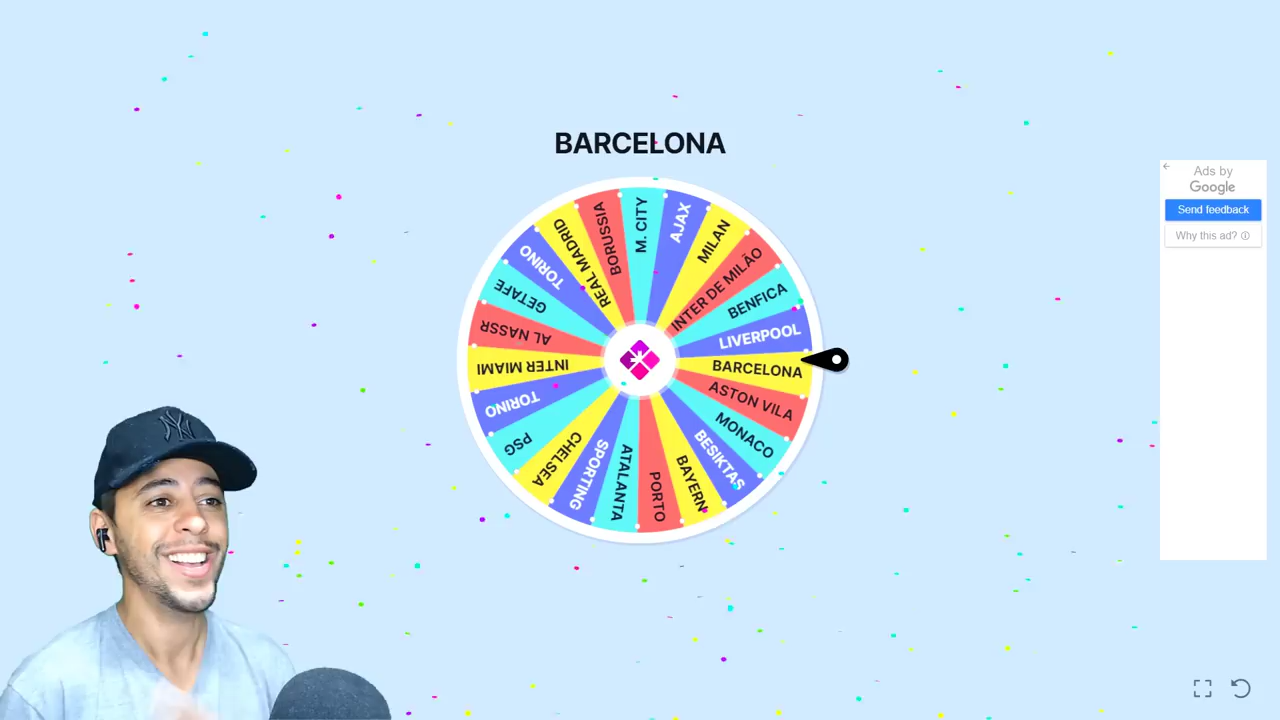 BARCELONA
M. CITY
AJAX
MILAN
INTER DE MILÃO
BENFICA
LIVERPOOL
BARCELONA
ASTON VILA
MONACO
BESIKTAS
BAYERN
PORTO
ATALANTA
SPORTING
CHELSEA
PSG
TORINO
INTER MIAMI
AL NASSR
GETAFE
TORINO
REAL MADRID
BORUSSIA
Ads by
Google
Send feedback
Why this ad?
NY